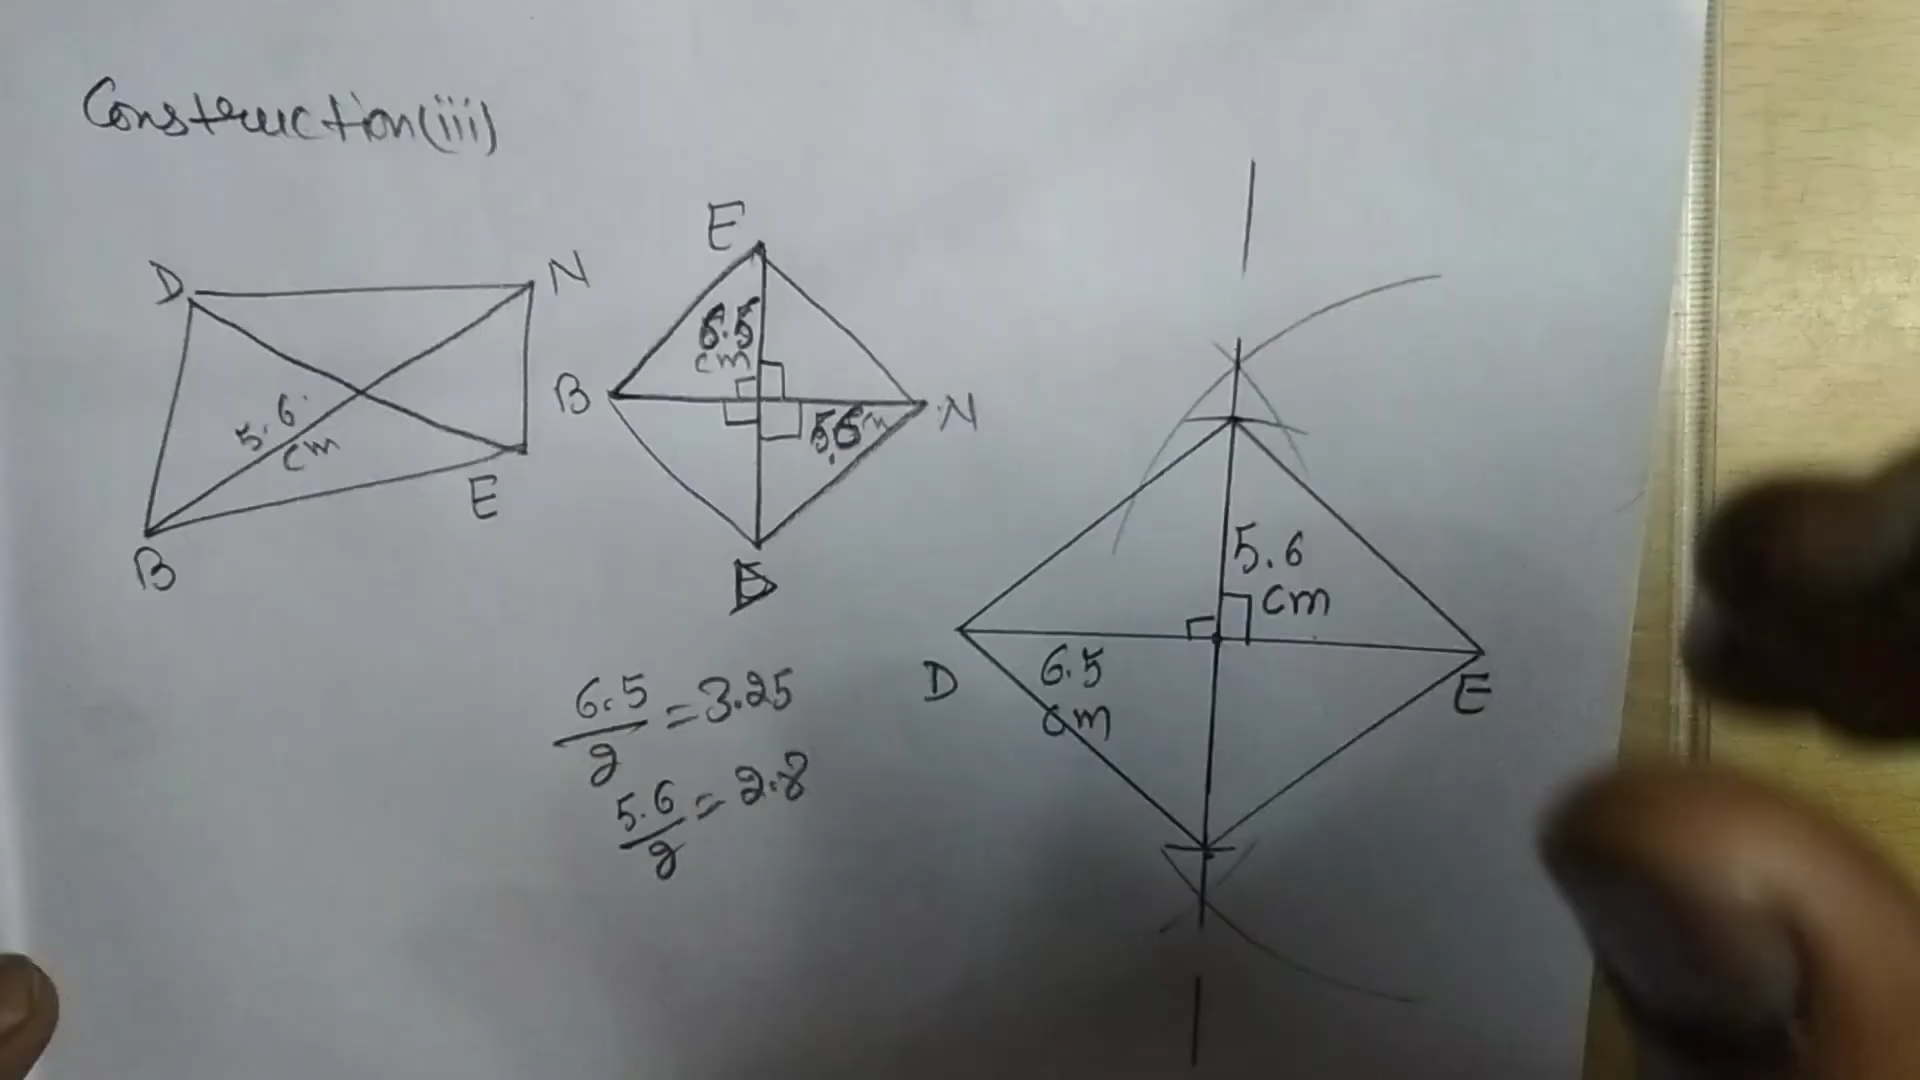 Construction(iii)
D
N
5.6
cm
E
B
E
6.5
cm
B
N
5.6
D
6.5/2 = 3.25
5.6/2 = 2.8
5.6
cm
D
6.5
cm
E